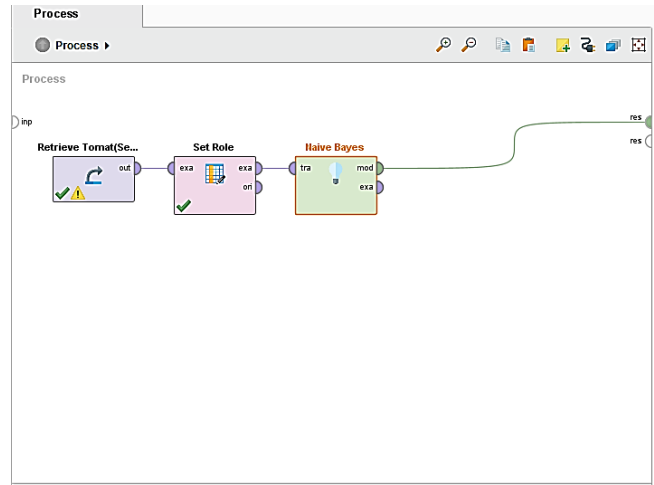 Process
Process
Process
inp
res
res
Retrieve Tomat(Se...
Set Role
Naive Bayes
out
exa
exa
ori
tra
mod
exa